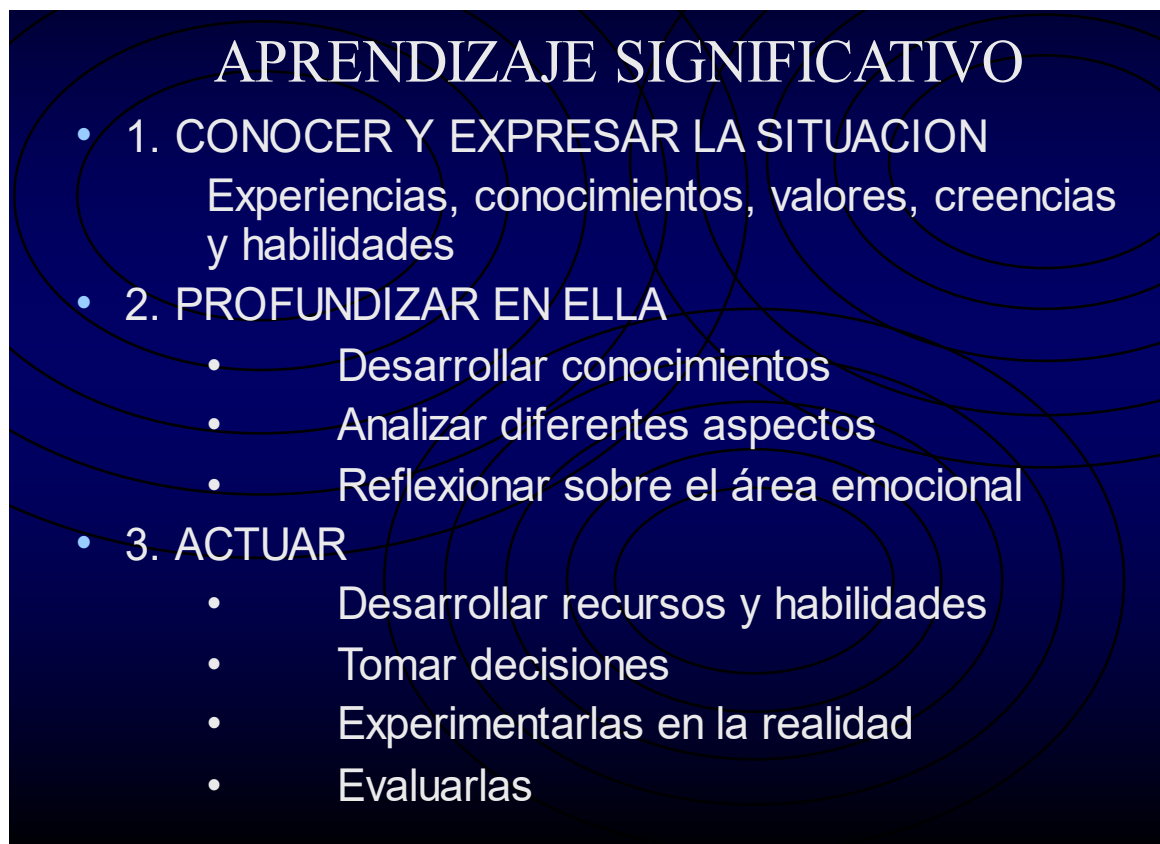 APRENDIZAJE SIGNIFICATIVO
• 1. CONOCER Y EXPRESAR LA SITUACION
Experiencias, conocimientos, valores, creencias
y habilidades
• 2. PROFUNDIZAR EN ELLA
• Desarrollar conocimientos
• Analizar diferentes aspectos
• Reflexionar sobre el área emocional
• 3. ACTUAR
• Desarrollar recursos y habilidades
• Tomar decisiones
• Experimentarlas en la realidad
• Evaluarlas